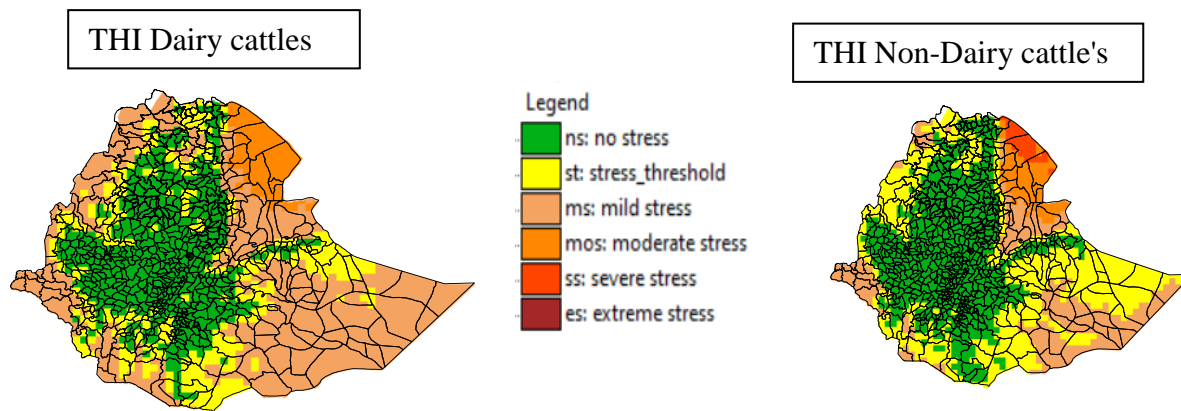 THI Dairy cattles
THI Non-Dairy cattle's
Legend
ns: no stress
st: stress_threshold
ms: mild stress
mos: moderate stress
ss: severe stress
es: extreme stress